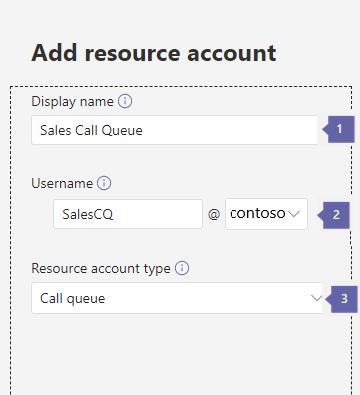 Add resource account
Display name
Sales Call Queue
1
Username
SalesCQ @ contoso
2
Resource account type
Call queue
3